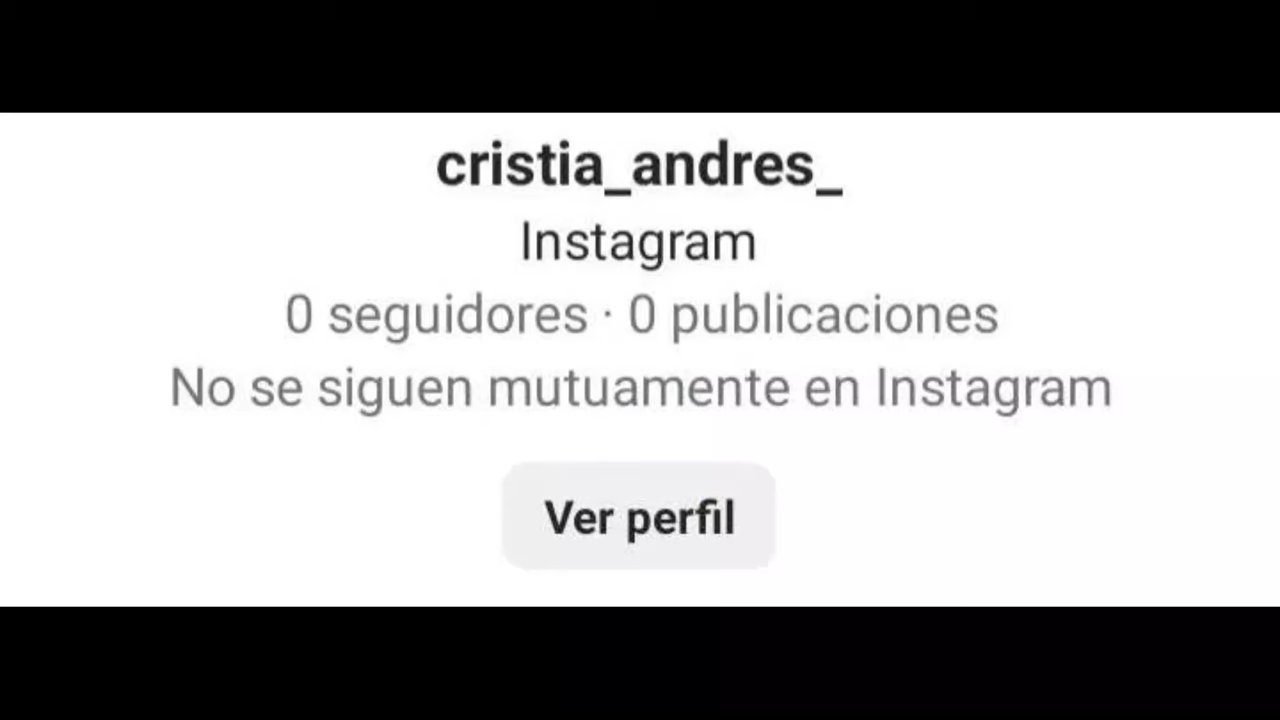 cristia_andres_
Instagram
0 seguidores · 0 publicaciones
No se siguen mutuamente en Instagram
Ver perfil